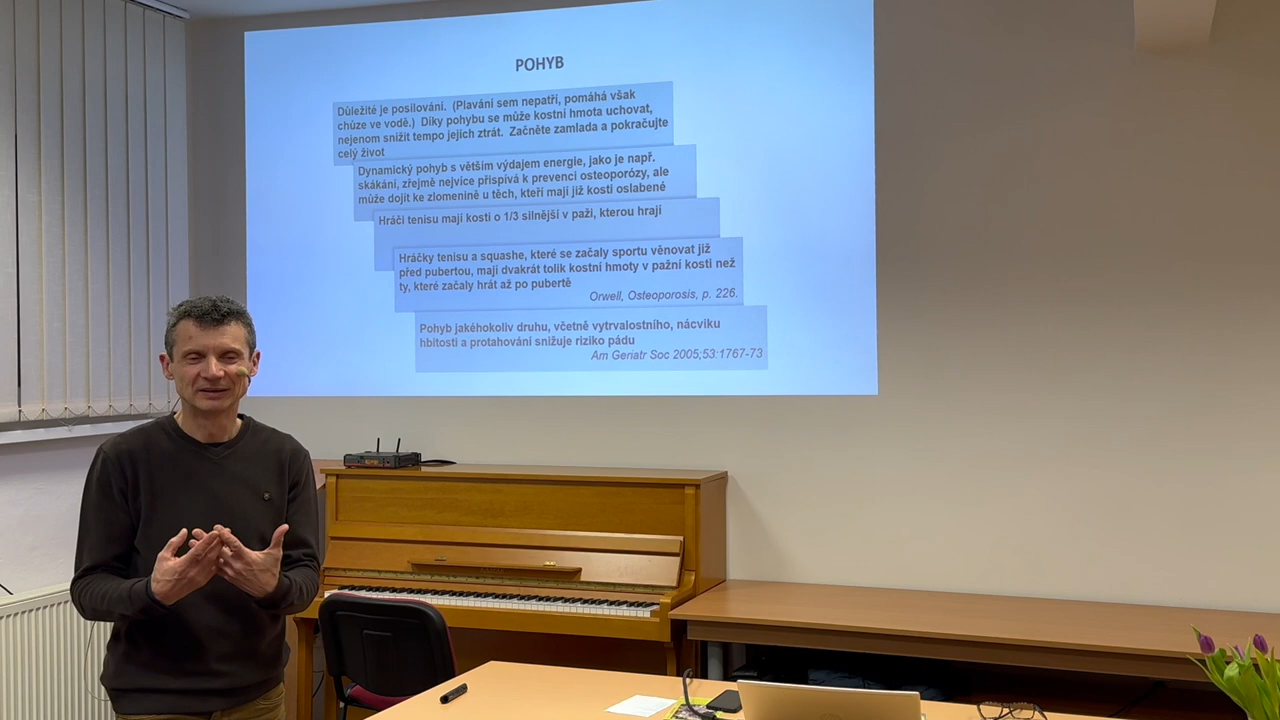 POHYB
Důležité je posilování. (Plavání sem nepatří, pomáhá však
chůze ve vodě.) Díky pohybu se může kostní hmota uchovat,
nejenom snížit tempo jejích ztrát. Začněte zamlada a pokračujte
celý život
Dynamický pohyb s větším výdajem energie, jako je např.
skákání, zřejmě nejvíce přispívá k prevenci osteoporózy, ale
může dojít ke zlomenině u těch, kteří mají již kosti oslabené
Hráči tenisu mají kosti o 1/3 silnější v paži, kterou hrají
Hráčky tenisu a squashe, které se začaly sportu věnovat již
před pubertou, mají dvakrát tolik kostní hmoty v pažní kosti než
ty, které začaly hrát až po pubertě
Orwell, Osteoporosis, p. 226.
Pohyb jakéhokoliv druhu, včetně vytrvalostního, nácviku
hbitosti a protahování snižuje riziko pádu
Am Geriatr Soc 2005;53:1767-73